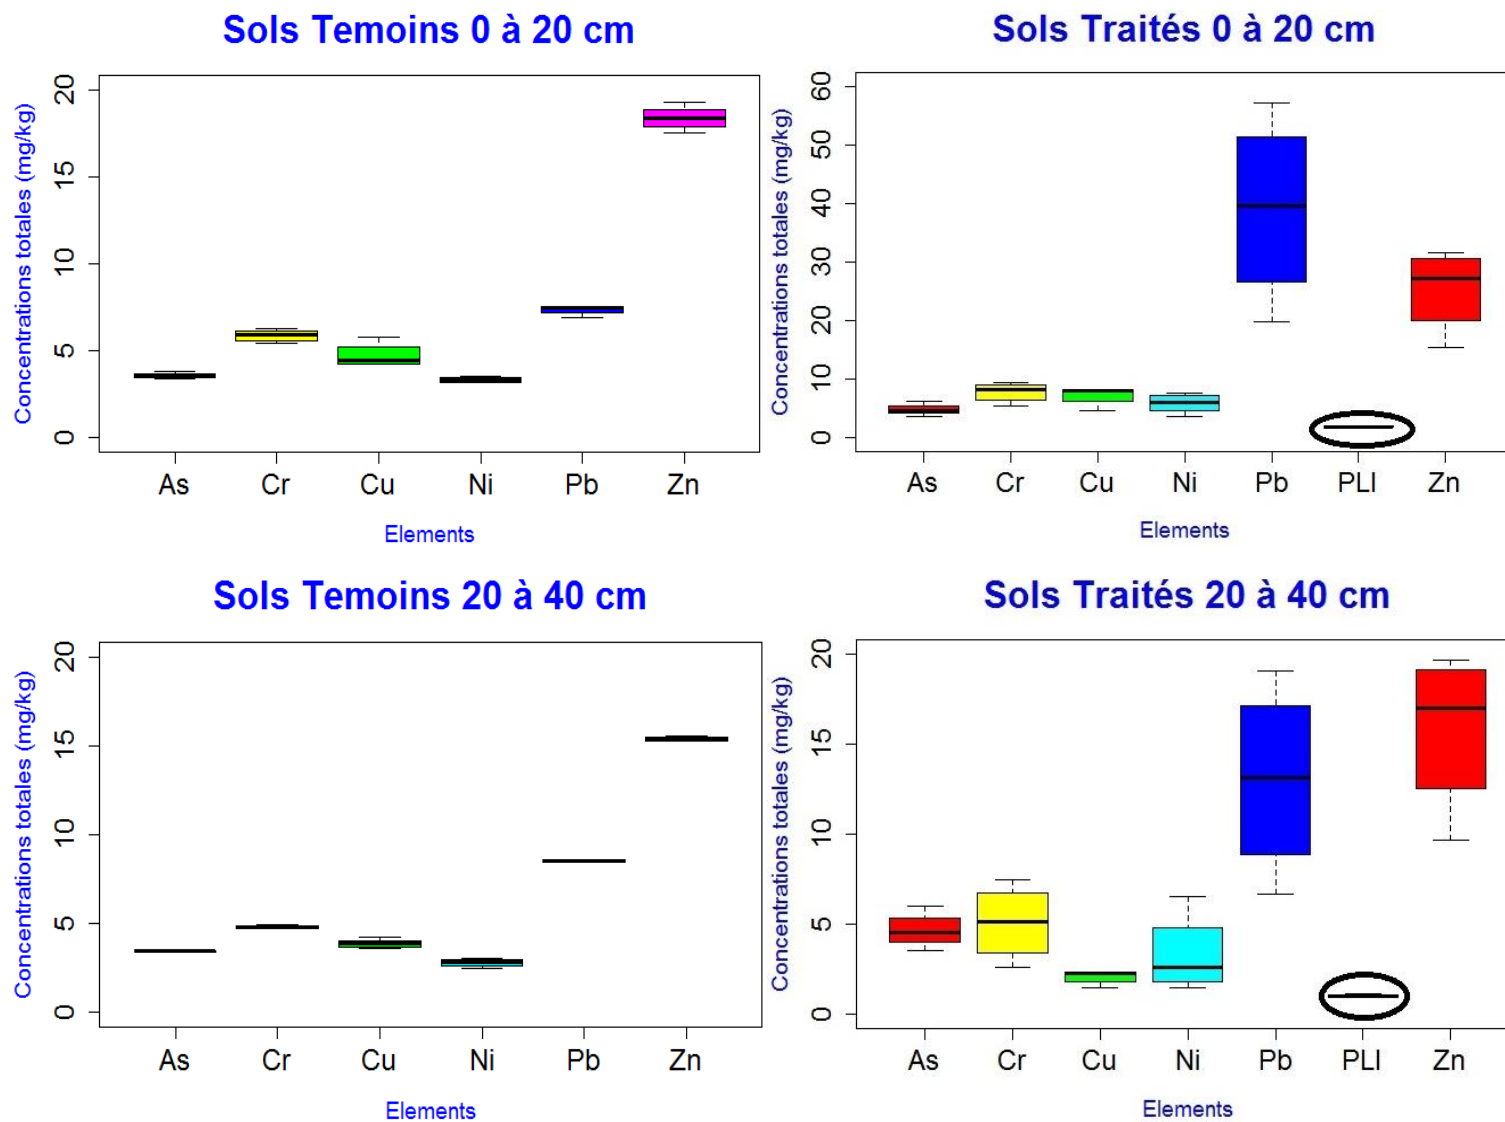 Sols Temoins 0 à 20 cm
Concentrations totales (mg/kg)
20
15
10
5
0
As Cr Cu Ni Pb Zn
Elements
Sols Traités 0 à 20 cm
Concentrations totales (mg/kg)
60
50
40
30
20
10
0
As Cr Cu Ni Pb PLI Zn
Elements
Sols Temoins 20 à 40 cm
Concentrations totales (mg/kg)
20
15
10
5
0
As Cr Cu Ni Pb Zn
Elements
Sols Traités 20 à 40 cm
Concentrations totales (mg/kg)
20
15
10
5
0
As Cr Cu Ni Pb PLI Zn
Elements